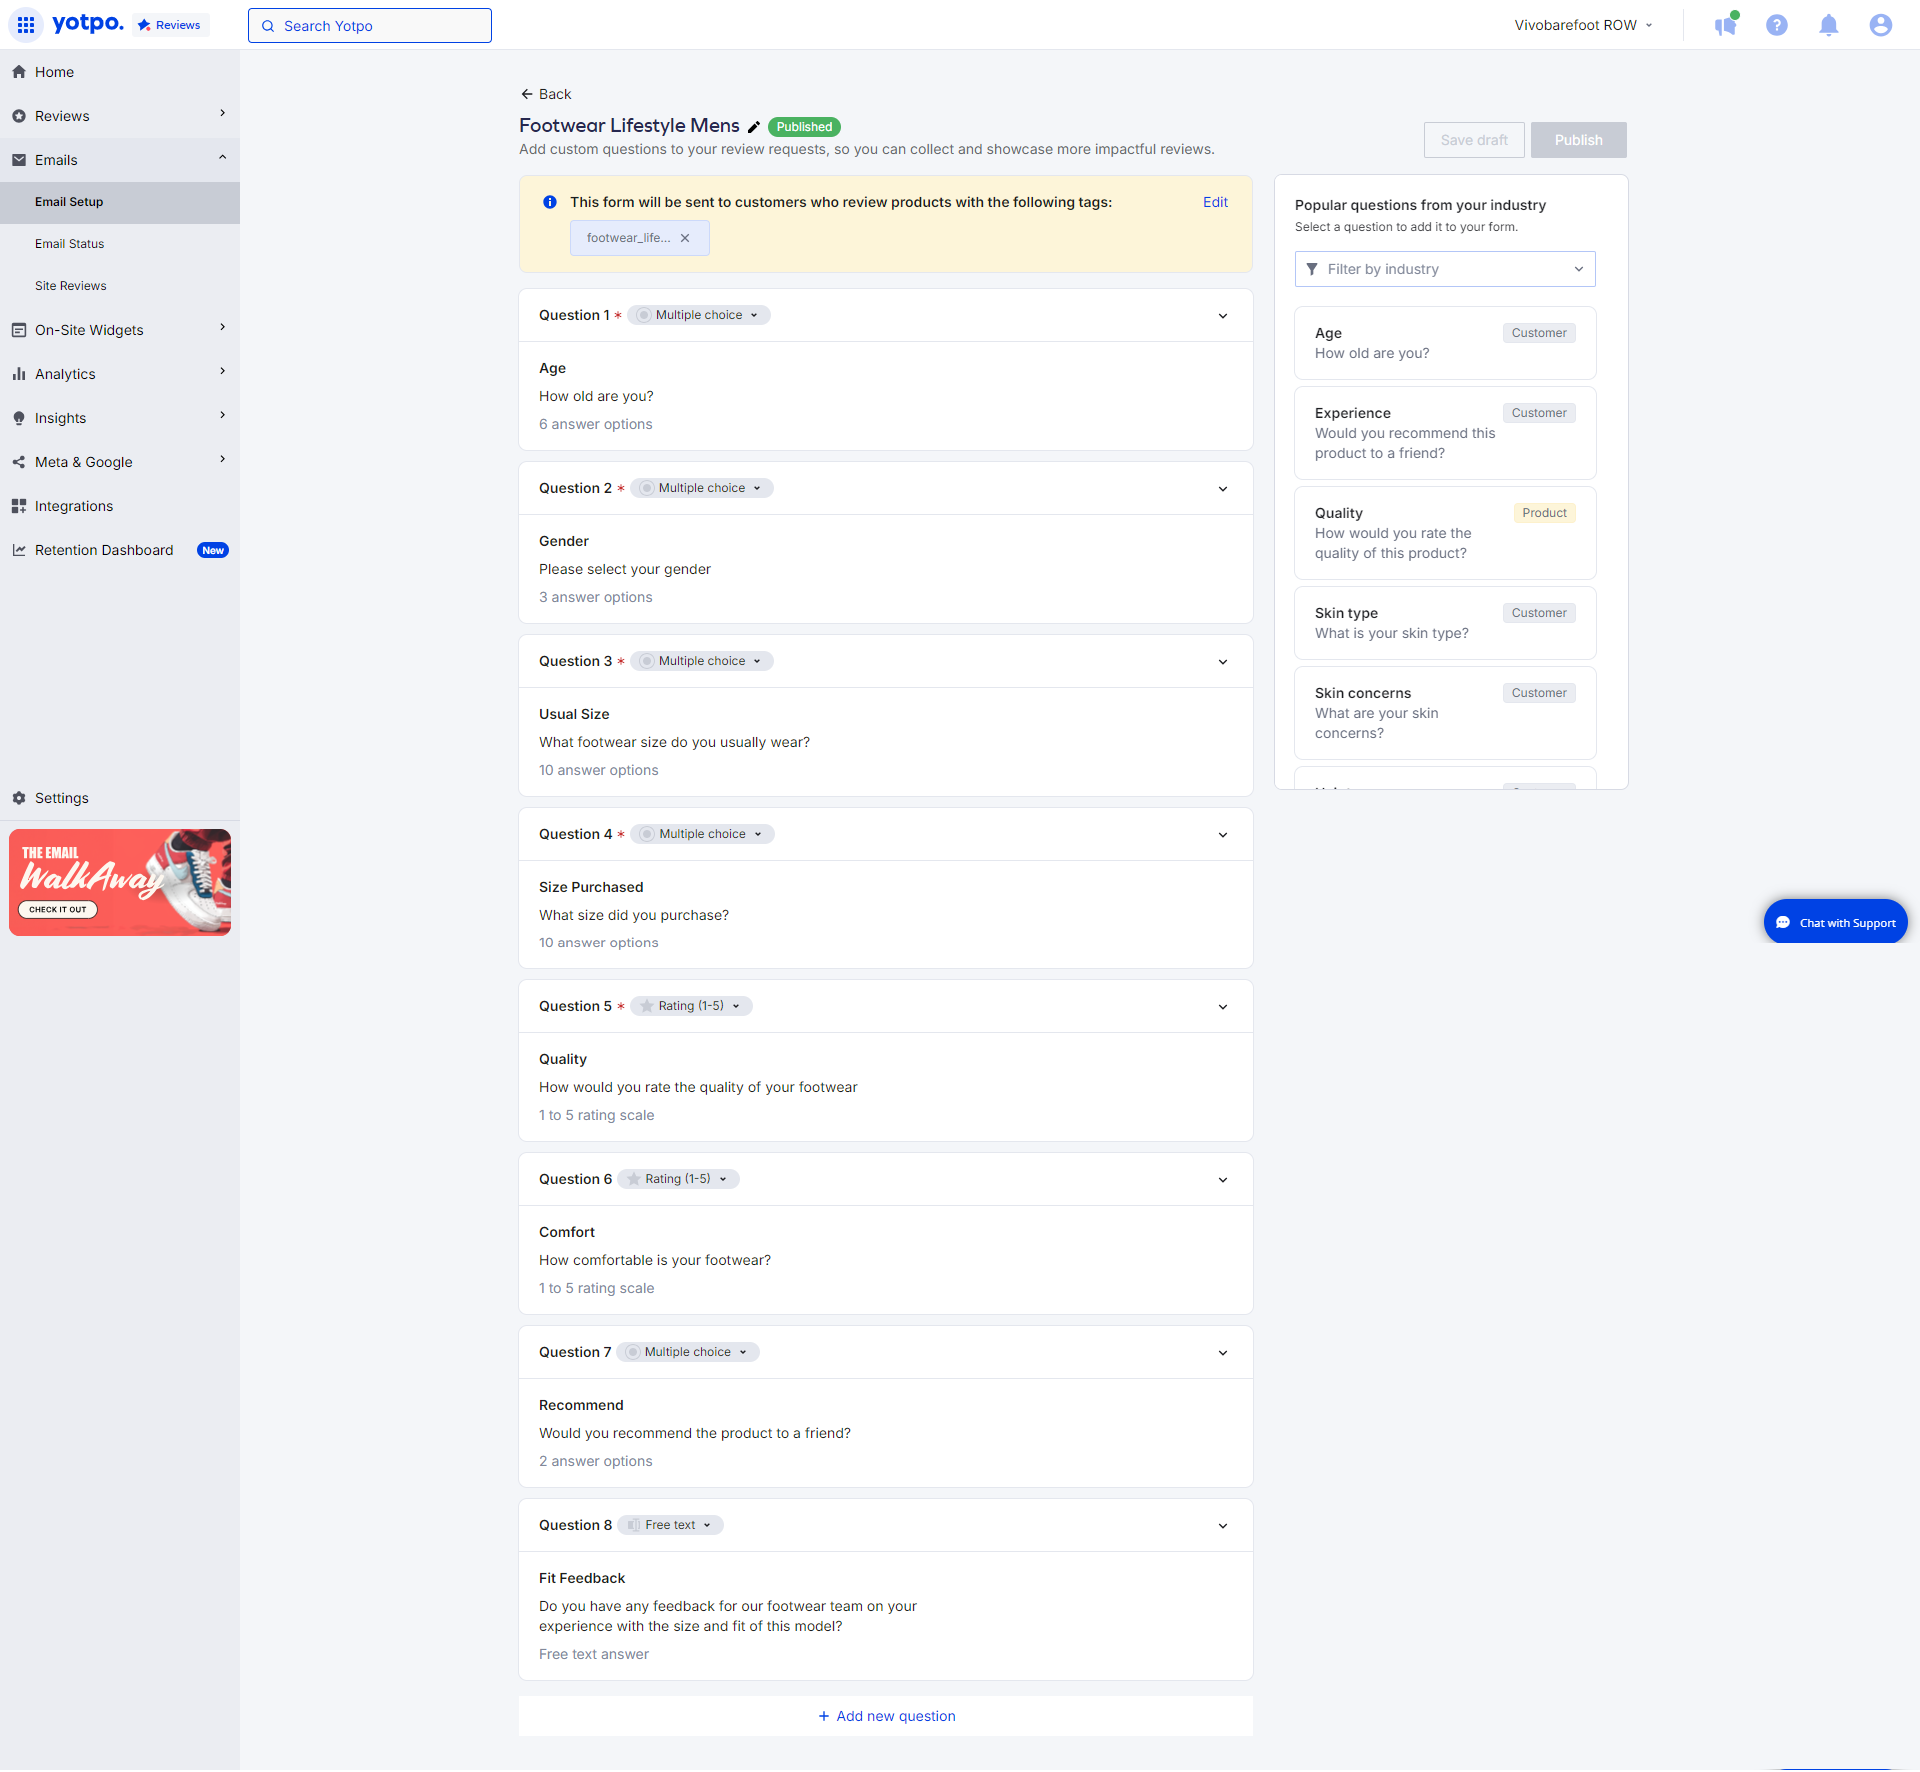 yotpo.
Reviews
Search Yotpo
Vivobarefoot ROW
Home
Reviews
Emails
Email Setup
Email Status
Site Reviews
On-Site Widgets
Analytics
Insights
Meta & Google
Integrations
Retention Dashboard New
Settings
THE EMAIL
WalkAway
CHECK IT OUT
Back
Footwear Lifestyle Mens Published
Add custom questions to your review requests, so you can collect and showcase more impactful reviews.
Save draft
Publish
This form will be sent to customers who review products with the following tags: Edit
footwear_life...
Question 1 * Multiple choice
Age
How old are you?
6 answer options
Question 2 * Multiple choice
Gender
Please select your gender
3 answer options
Question 3 * Multiple choice
Usual Size
What footwear size do you usually wear?
10 answer options
Question 4 * Multiple choice
Size Purchased
What size did you purchase?
10 answer options
Question 5 * Rating (1-5)
Quality
How would you rate the quality of your footwear
1 to 5 rating scale
Question 6 Rating (1-5)
Comfort
How comfortable is your footwear?
1 to 5 rating scale
Question 7 Multiple choice
Recommend
Would you recommend the product to a friend?
2 answer options
Question 8 Free text
Fit Feedback
Do you have any feedback for our footwear team on your
experience with the size and fit of this model?
Free text answer
+ Add new question
Popular questions from your industry
Select a question to add it to your form.
Filter by industry
Age Customer
How old are you?
Experience Customer
Would you recommend this
product to a friend?
Quality Product
How would you rate the
quality of this product?
Skin type Customer
What is your skin type?
Skin concerns Customer
What are your skin
concerns?
Chat with Support